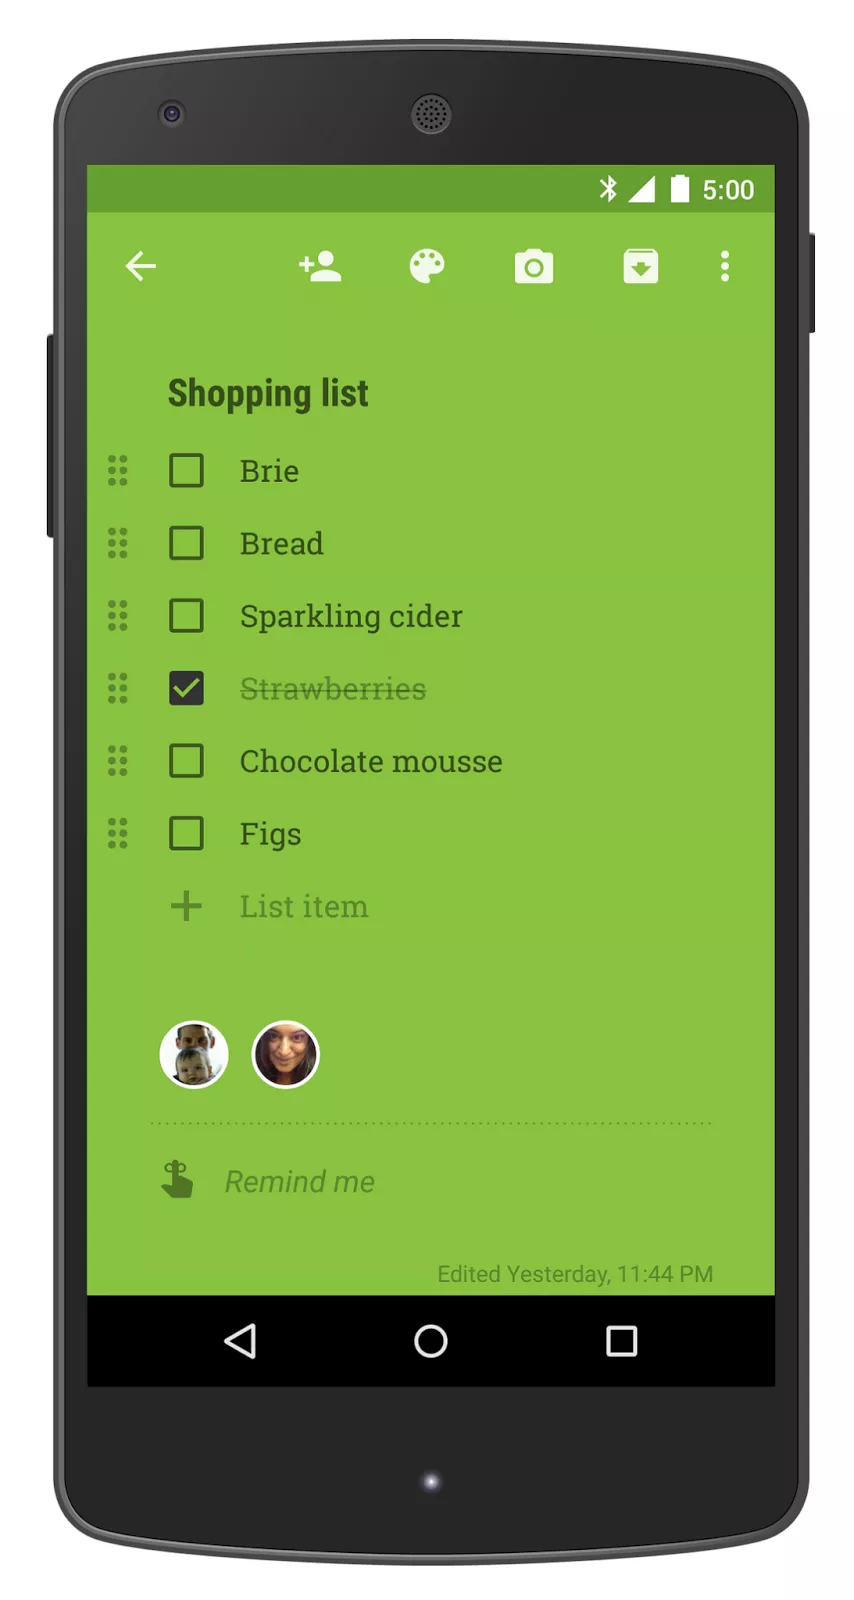 5:00
Shopping list
Brie
Bread
Sparkling cider
Strawberries
Chocolate mousse
Figs
List item
Remind me
Edited Yesterday, 11:44 PM